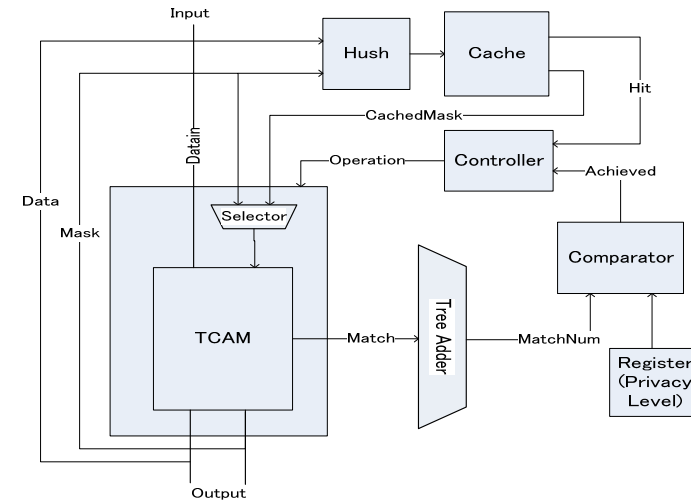 Input
Hush
Cache
Hit
CachedMask
Datain
Operation
Controller
Achieved
Data
Mask
Selector
Comparator
TCAM
Match
Tree Adder
MatchNum
Register
(Privacy
Level)
Output